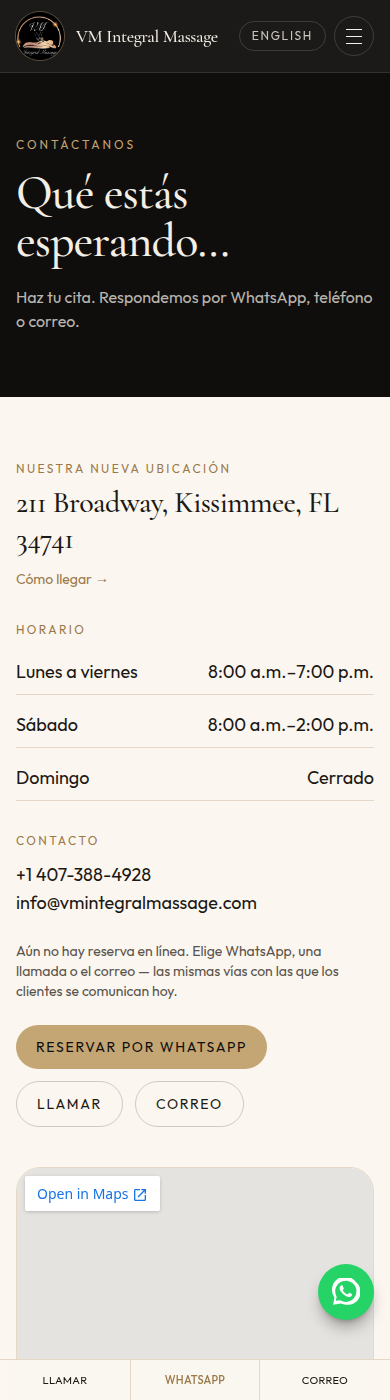 VM Integral Massage
ENGLISH
CONTÁCTANOS
Qué estás
esperando...
Haz tu cita. Respondemos por WhatsApp, teléfono
o correo.
NUESTRA NUEVA UBICACIÓN
211 Broadway, Kissimmee, FL
34741
Cómo llegar →
HORARIO
Lunes a viernes 8:00 a.m.–7:00 p.m.
Sábado 8:00 a.m.–2:00 p.m.
Domingo Cerrado
CONTACTO
+1 407-388-4928
info@vmintegralmassage.com
Aún no hay reserva en línea. Elige WhatsApp, una
llamada o el correo — las mismas vías con las que los
clientes se comunican hoy.
RESERVAR POR WHATSAPP
LLAMAR CORREO
Open in Maps
LLAMAR WHATSAPP CORREO